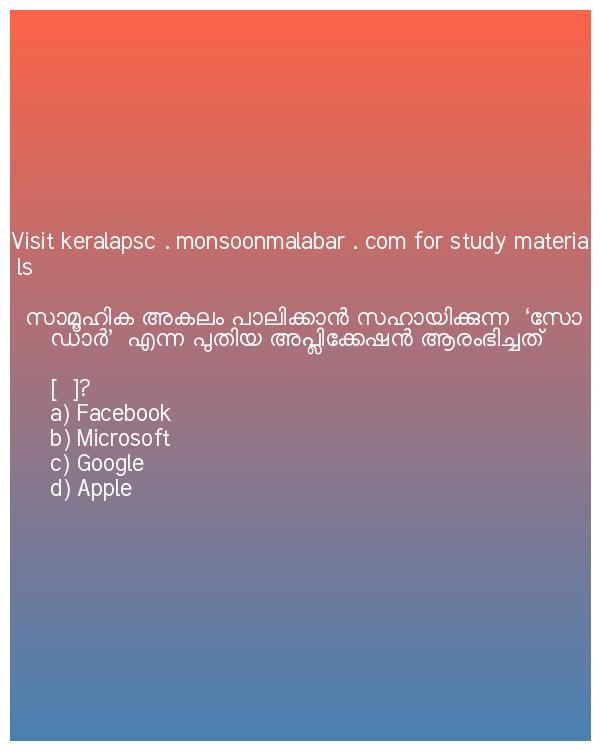 Visit keralapsc . monsoonmalabar . com for study materia
ls
സാമൂഹിക അകലം പാലിക്കാൻ സഹായിക്കുന്ന ‘സോ
ഡാർ’ എന്ന പുതിയ അപ്ലിക്കേഷൻ ആരംഭിച്ചത്
[ ]?
a) Facebook
b) Microsoft
c) Google
d) Apple